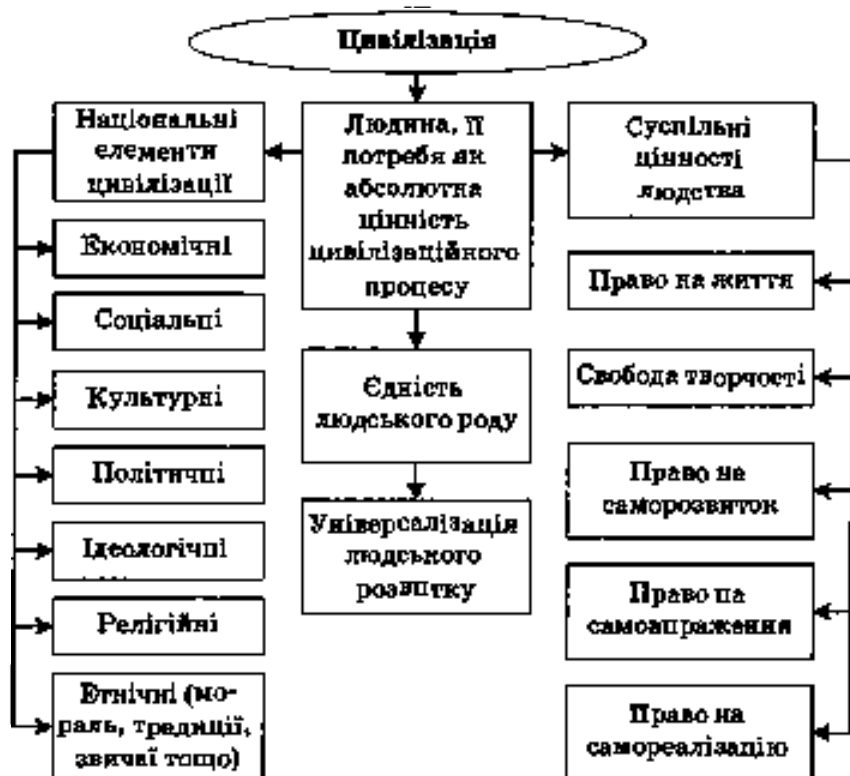 Цивілізація
Національні
елементи
цивілізації
Економічні
Соціальні
Культурні
Політичні
Ідеологічні
Релігійні
Етнічні (мо-
раль, традиції,
звичаї тощо)
Людина, її
потребя як
абсолютна
цінність
цивілізаційного
процесу
Єдність
людського роду
Універсалізація
людського
розвитку
Суспільні
цінності
людства
Право на життя
Свобода творчості
Право на
саморозвиток
Право на
самовираження
Право на
самореалізацію